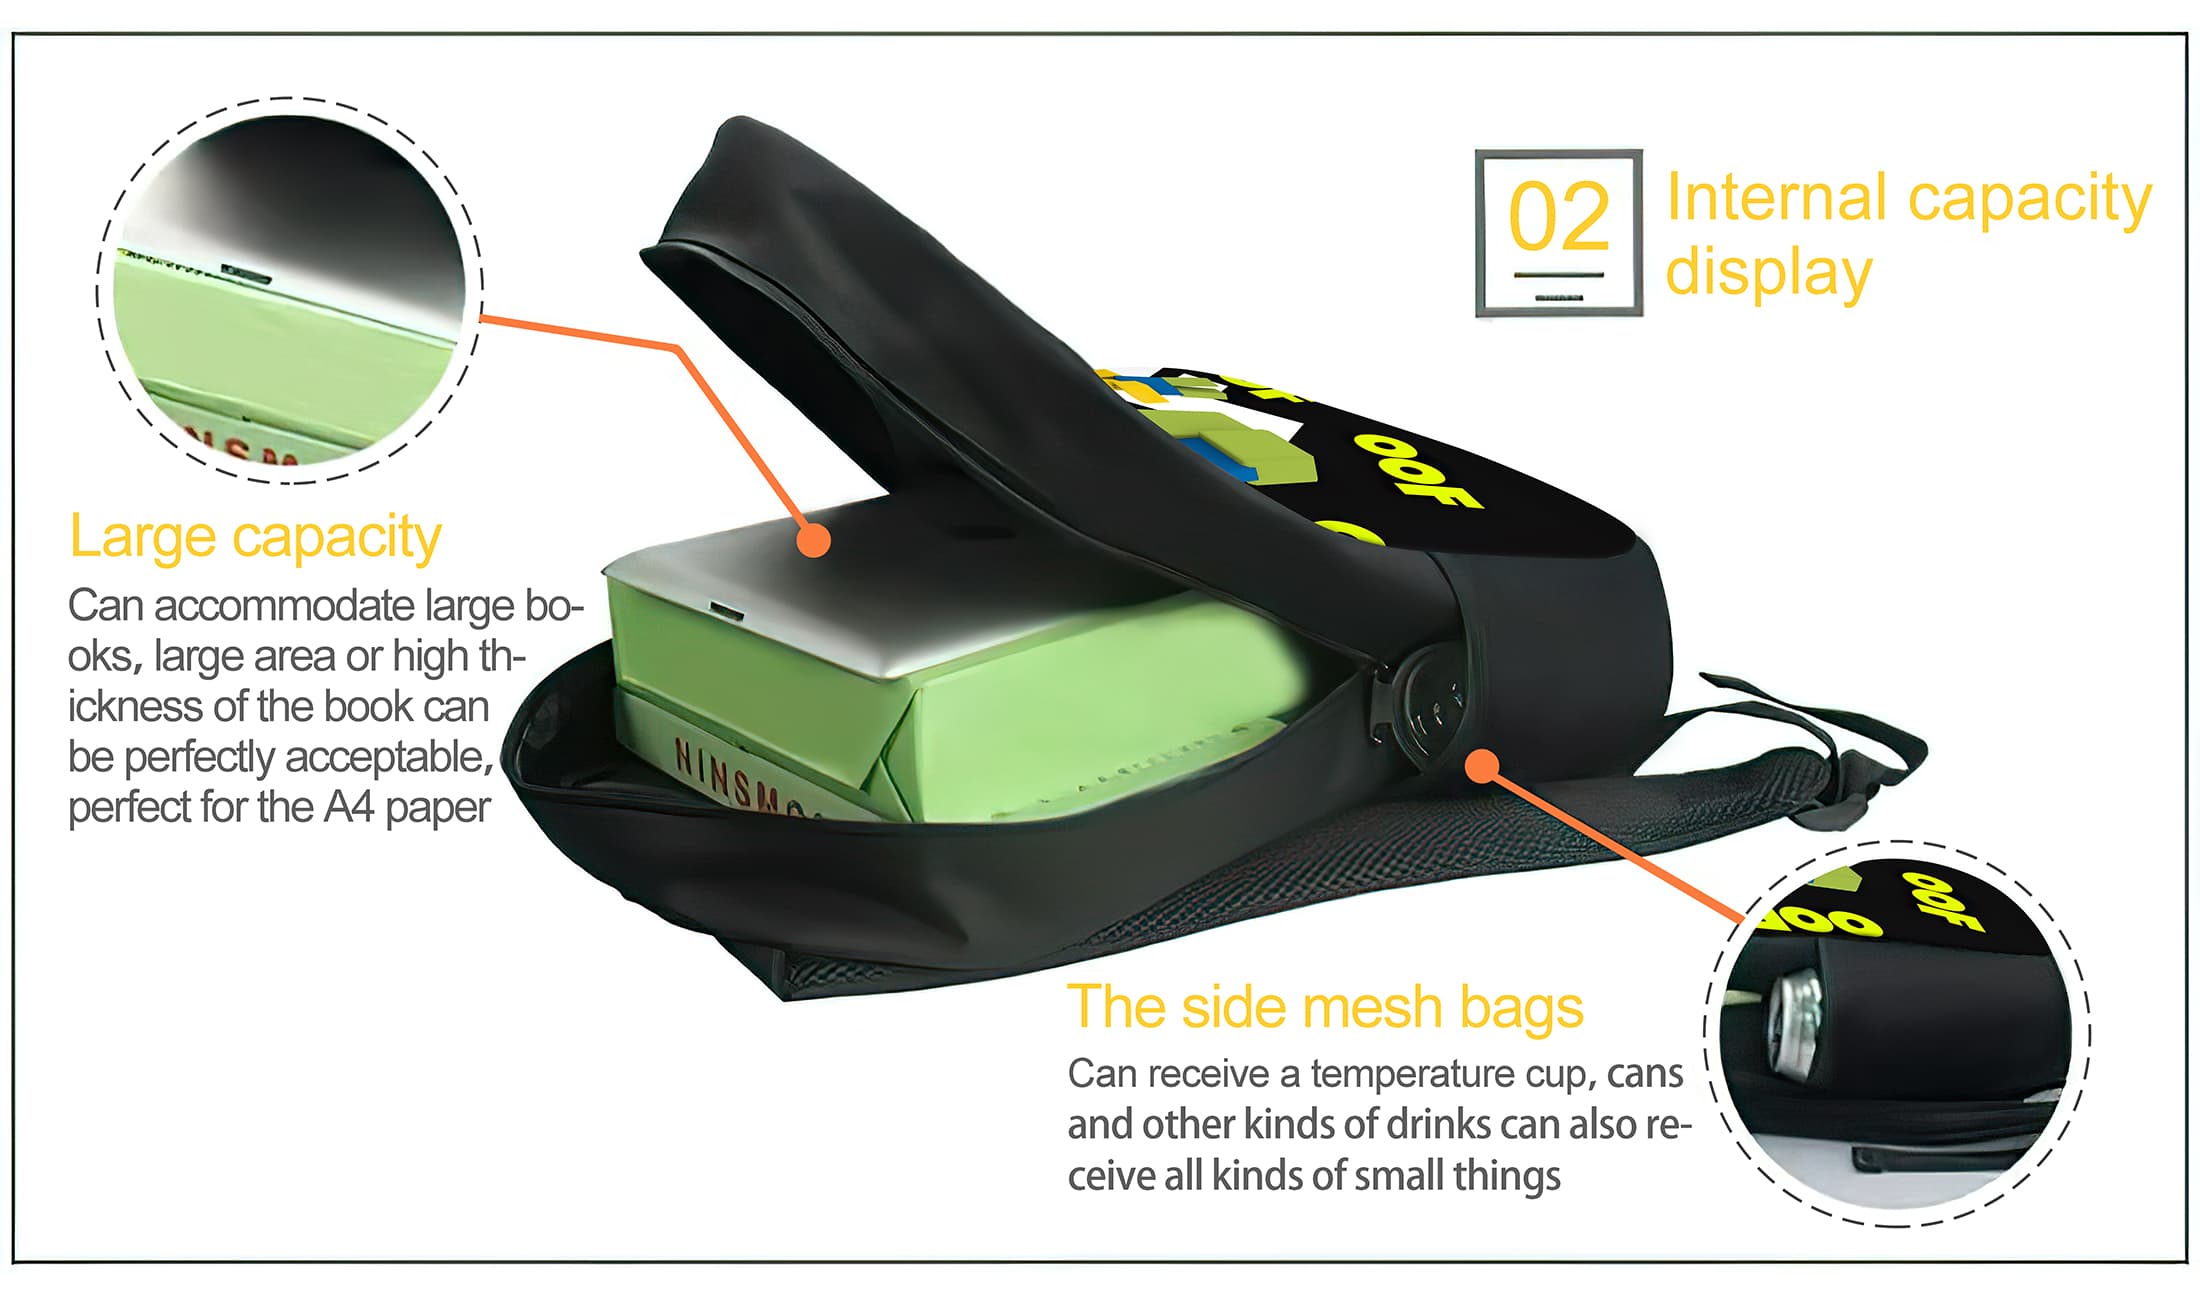 02
Internal capacity
display
Large capacity
Can accommodate large bo-
oks, large area or high th-
ickness of the book can
be perfectly acceptable,
perfect for the A4 paper
NSM
NINSMO
OOF
OOF
The side mesh bags
Can receive a temperature cup, cans
and other kinds of drinks can also re-
ceive all kinds of small things